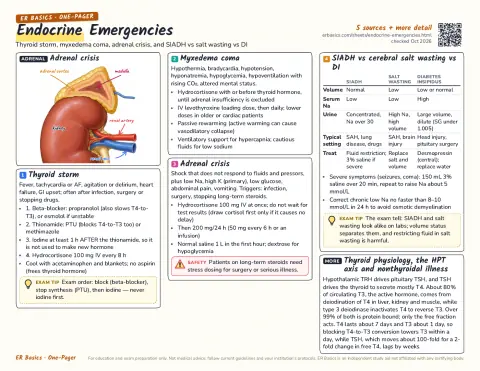 ER BASICS · ONE-PAGER
Endocrine Emergencies
Thyroid storm, myxedema coma, adrenal crisis, and SIADH vs salt wasting vs DI
5 sources + more detail
erbasics.com/sheets/endocrine-emergencies.html
checked Oct 2026
ADRENAL Adrenal crisis
adrenal cortex
medulla
renal artery
kidney
ureter
1 Thyroid storm
Fever, tachycardia or AF, agitation or delirium, heart
failure, GI upset; often after infection, surgery or
stopping drugs.
• 1. Beta-blocker: propranolol (also slows T4-to-
T3), or esmolol if unstable
• 2. Thionamide: PTU (blocks T4-to-T3 too) or
methimazole
• 3. Iodine at least 1 h AFTER the thionamide, so it
is not used to make new hormone
• 4. Hydrocortisone 100 mg IV every 8 h
• Cool with acetaminophen and blankets; no aspirin
(frees thyroid hormone)
EXAM TIP Exam order: block (beta-blocker),
stop synthesis (PTU), then iodine — never
iodine first.
2 Myxedema coma
Hypothermia, bradycardia, hypotension,
hyponatremia, hypoglycemia, hypoventilation with
rising CO2, altered mental status.
• Hydrocortisone with or before thyroid hormone,
until adrenal insufficiency is excluded
• IV levothyroxine loading dose, then daily; lower
doses in older or cardiac patients
• Passive rewarming (active warming can cause
vasodilatory collapse)
• Ventilatory support for hypercapnia; cautious
fluids for low sodium
3 Adrenal crisis
Shock that does not respond to fluids and pressors,
plus low Na, high K (primary), low glucose,
abdominal pain, vomiting. Triggers: infection,
surgery, stopping long-term steroids.
• Hydrocortisone 100 mg IV at once; do not wait for
test results (draw cortisol first only if it causes no
delay)
• Then 200 mg/24 h (50 mg every 6 h or an
infusion)
• Normal saline 1 L in the first hour; dextrose for
hypoglycemia
SAFETY Patients on long-term steroids need
stress dosing for surgery or serious illness.
4 SIADH vs cerebral salt wasting vs
DI
SIADH SALT WASTING DIABETES INSIPIDUS
Volume Normal Low Low or normal
Serum Na Low Low High
Urine Concentrated, Na over 30 High Na, high volume Large volume; dilute (SG under 1.005)
Typical setting SAH, lung disease, drugs SAH, brain injury Head injury, pituitary surgery
Treat Fluid restriction; 3% saline if severe Replace salt and volume Desmopressin (central); replace water
• Severe symptoms (seizures, coma): 150 mL 3%
saline over 20 min, repeat to raise Na about 5
mmol/L
• Correct chronic low Na no faster than 8–10
mmol/L in 24 h to avoid osmotic demyelination
EXAM TIP The exam tell: SIADH and salt
wasting look alike on labs; volume status
separates them, and restricting fluid in salt
wasting is harmful.
MORE Thyroid physiology, the HPT
axis and nonthyroidal illness
Hypothalamic TRH drives pituitary TSH, and TSH
drives the thyroid to secrete mostly T4. About 80%
of circulating T3, the active hormone, comes from
deiodination of T4 in liver, kidney and muscle, while
type 3 deiodinase inactivates T4 to reverse T3. Over
99% of both is protein bound; only the free fraction
acts. T4 lasts about 7 days and T3 about 1 day, so
blocking T4-to-T3 conversion lowers T3 within a
day, while TSH, which moves about 100-fold for a 2-
fold change in free T4, lags by weeks
ER Basics · One-Pager
For education and exam preparation only. Not medical advice. Follow current guidelines and your institution's protocols. ER Basics is an independent study aid, not affiliated with any certifying board.